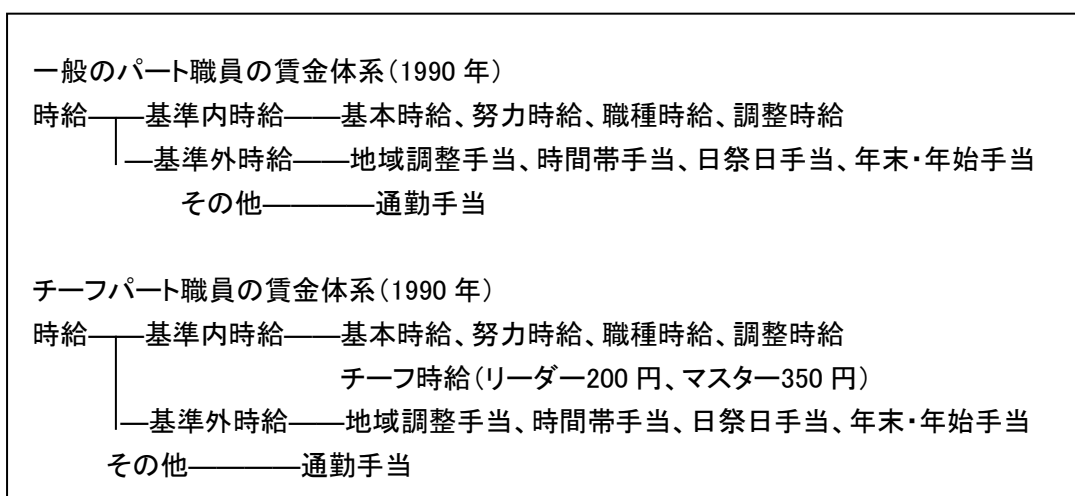 一般のパート職員の賃金体系(1990 年)
時給――基準内時給――基本時給、努力時給、職種時給、調整時給
―基準外時給――地域調整手当、時間帯手当、日祭日手当、年末・年始手当
その他――――通勤手当
チーフパート職員の賃金体系(1990 年)
時給――基準内時給――基本時給、努力時給、職種時給、調整時給
チーフ時給(リーダー200 円、マスター350 円)
―基準外時給――地域調整手当、時間帯手当、日祭日手当、年末・年始手当
その他――――通勤手当